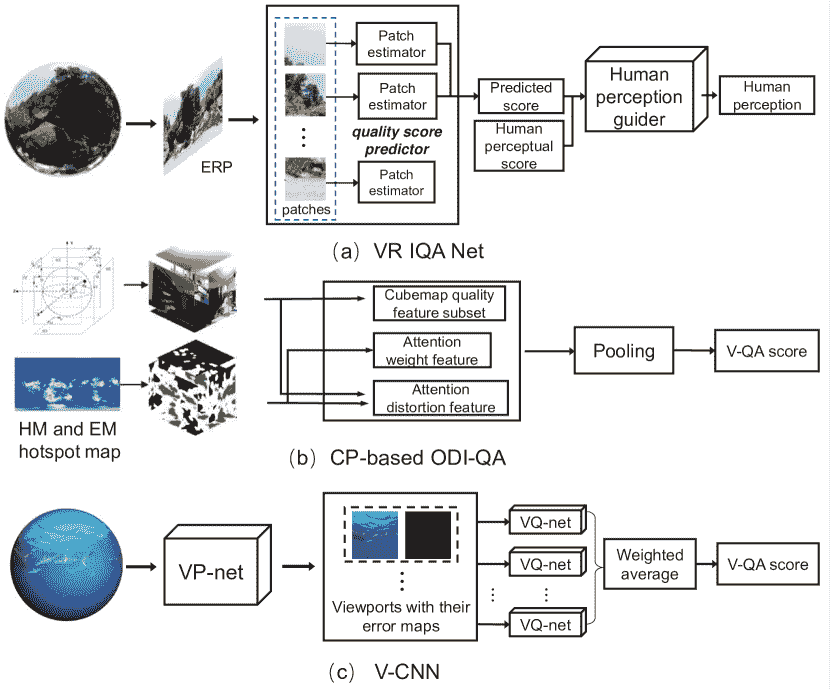 Patch
estimator
Patch
estimator
quality score
predictor
Patch
estimator
patches
ERP
Predicted
score
Human
perceptual
score
Human
perception
guider
Human
perception
(a) VR IQA Net
HM and EM
hotspot map
Cubemap quality
feature subset
Attention
weight feature
Attention
distortion feature
Pooling
V-QA score
(b) CP-based ODI-QA
VP-net
Viewports with their
error maps
VQ-net
VQ-net
VQ-net
Weighted
average
V-QA score
(c) V-CNN